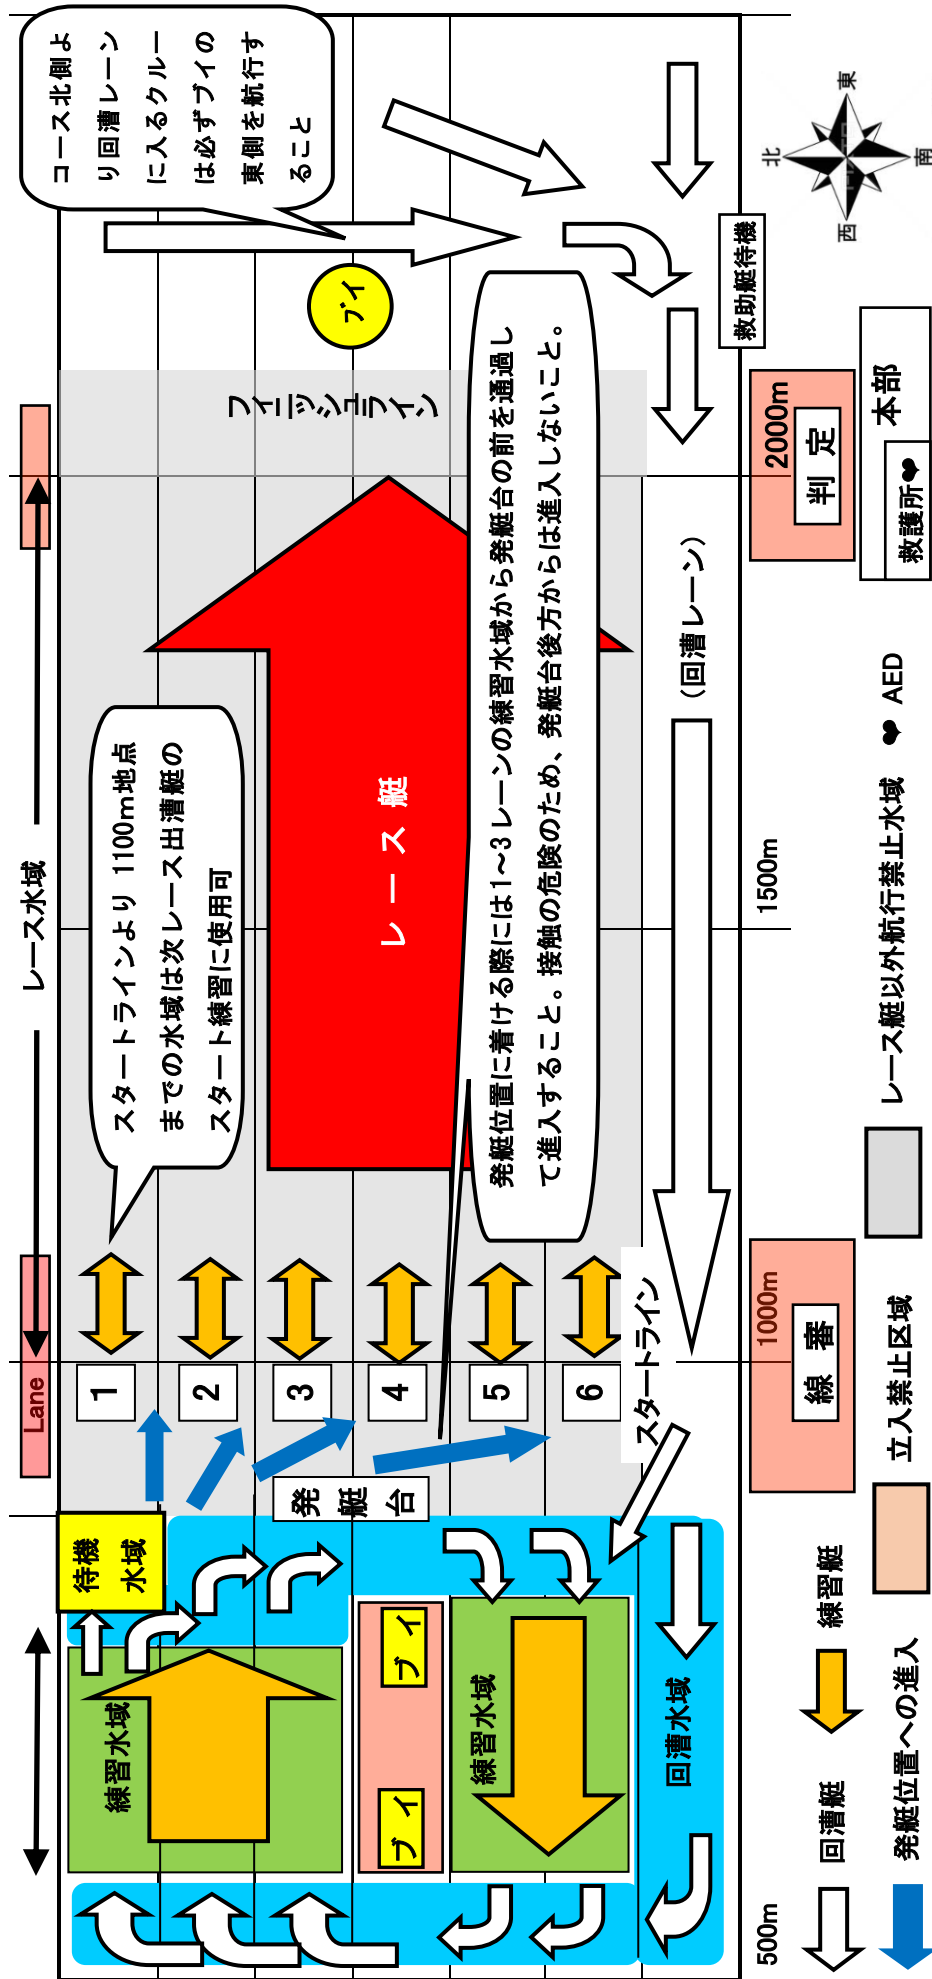 コース北側よ
り回漕レーン
に入るクルー
は必ずブイの
東側を航行す
ること
レース水域
ブイ
フィニッシュライン
スタートラインより 1100m地点
までの水域は次レース出漕艇の
スタート練習に使用可
レース艇
発艇位置に着ける際には1～3レーンの練習水域から発艇台の前を通過し
て進入すること。接触の危険のため、発艇台後方からは進入しないこと。
Lane
1
2
3
4
5
6
スタートライン
発艇台
待機
水域
練習水域
ブイ
ブイ
練習水域
回漕水域
（回漕レーン）
救助艇待機
500m
1000m
線審
1500m
2000m
判定
本部
救護所
北
東
南
西
回漕艇
練習艇
立入禁止区域
レース艇以外航行禁止水域
AED
発艇位置への進入